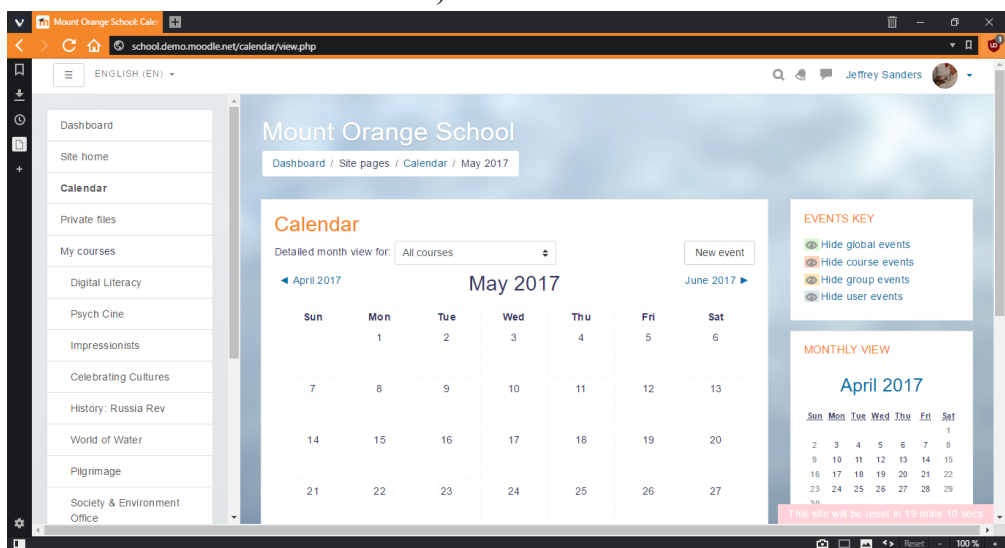 Mount Orange School: Cale
school.demo.moodle.net/calendar/view.php
ENGLISH (EN)
Jeffrey Sanders
Dashboard
Site home
Calendar
Private files
My courses
Digital Literacy
Psych Cine
Impressionists
Celebrating Cultures
History: Russia Rev
World of Water
Pilgrimage
Society & Environment
Office
Mount Orange School
Dashboard / Site pages / Calendar / May 2017
Calendar
Detailed month view for: All courses New event
◄ April 2017 May 2017 June 2017 ►
Sun Mon Tue Wed Thu Fri Sat
1 2 3 4 5 6
7 8 9 10 11 12 13
14 15 16 17 18 19 20
21 22 23 24 25 26 27
EVENTS KEY
Hide global events
Hide course events
Hide group events
Hide user events
MONTHLY VIEW
April 2017
Sun Mon Tue Wed Thu Fri Sat
1
2 3 4 5 6 7 8
9 10 11 12 13 14 15
16 17 18 19 20 21 22
23 24 25 26 27 28 29
30
This site will be reset in 19 mins 10 secs
Reset - 100 % +